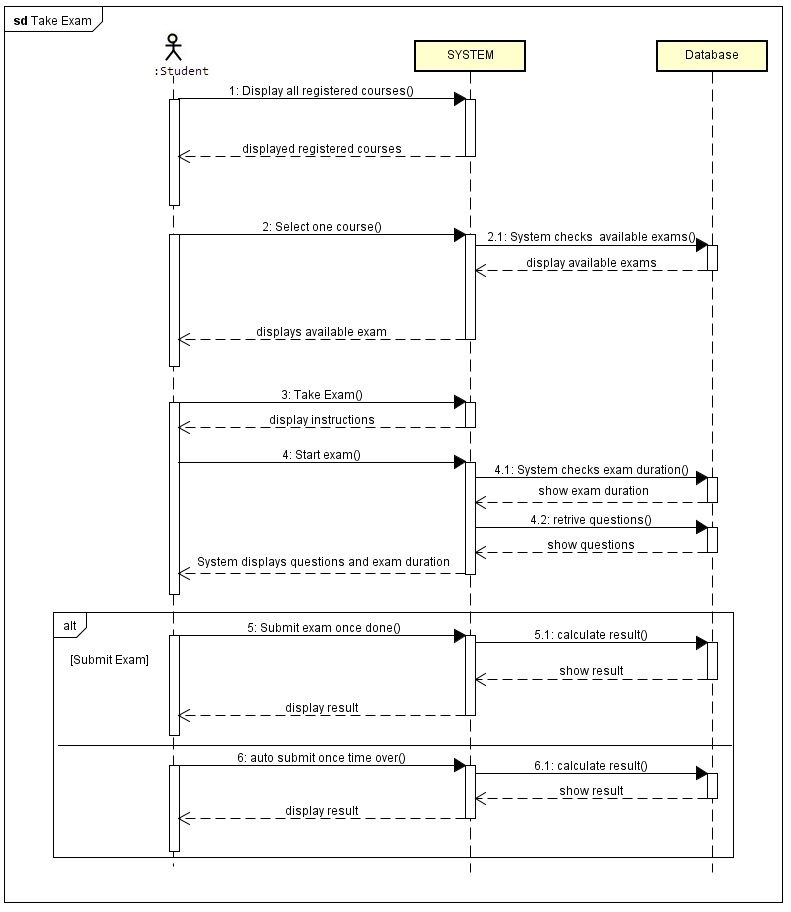 sd Take Exam
:Student
SYSTEM
Database
1: Display all registered courses()
displayed registered courses
2: Select one course()
2.1: System checks  available exams()
display available exams
displays available exam
3: Take Exam()
display instructions
4: Start exam()
4.1: System checks exam duration()
show exam duration
4.2: retrive questions()
show questions
System displays questions and exam duration
alt
5: Submit exam once done()
5.1: calculate result()
[Submit Exam]
show result
display result
6: auto submit once time over()
6.1: calculate result()
show result
display result